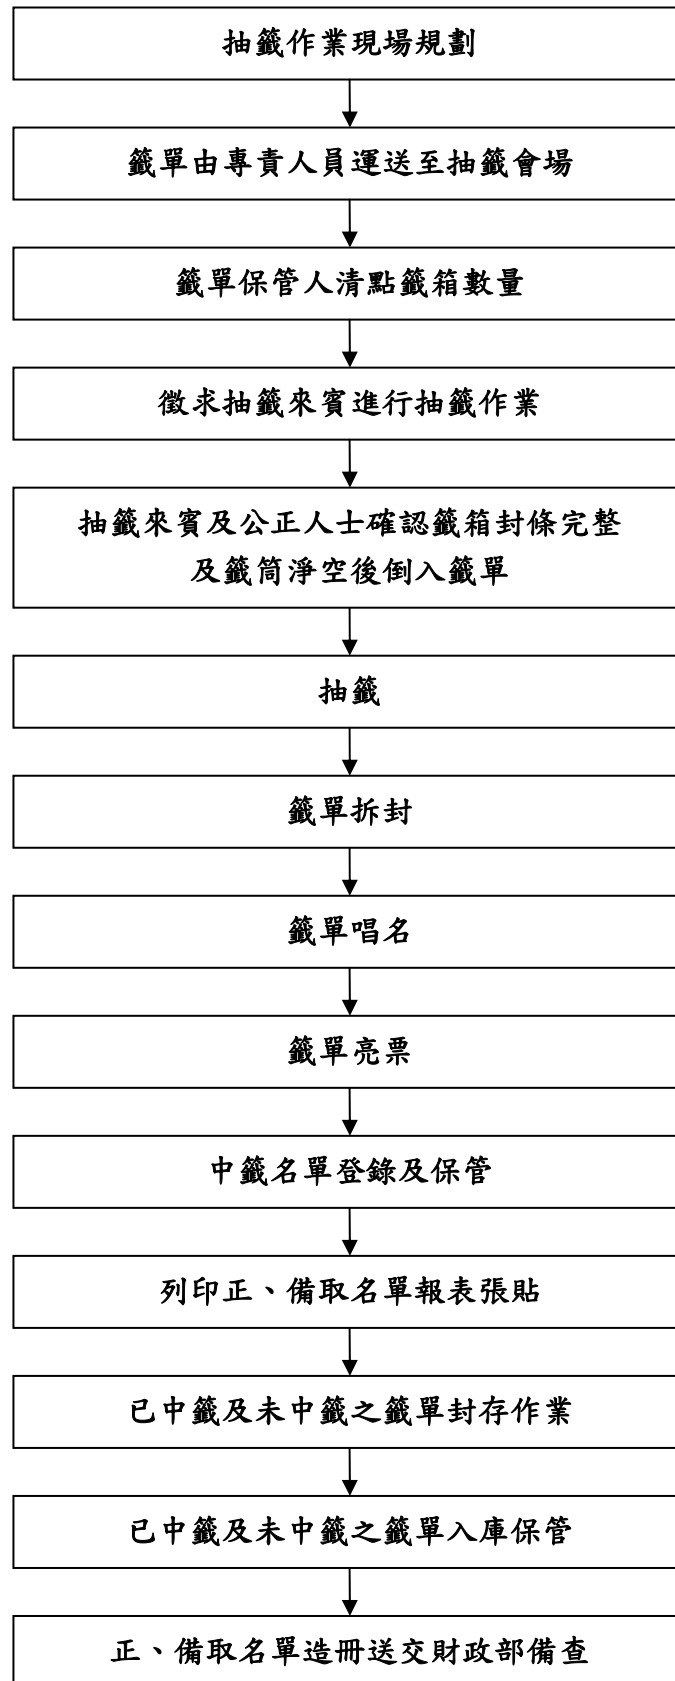 抽籤作業現場規劃
籤單由專責人員運送至抽籤會場
籤單保管人清點籤箱數量
徵求抽籤來賓進行抽籤作業
抽籤來賓及公正人士確認籤箱封條完整
及籤筒淨空後倒入籤單
抽籤
籤單拆封
籤單唱名
籤單亮票
中籤名單登錄及保管
列印正、備取名單報表張貼
已中籤及未中籤之籤單封存作業
已中籤及未中籤之籤單入庫保管
正、備取名單造冊送交財政部備查